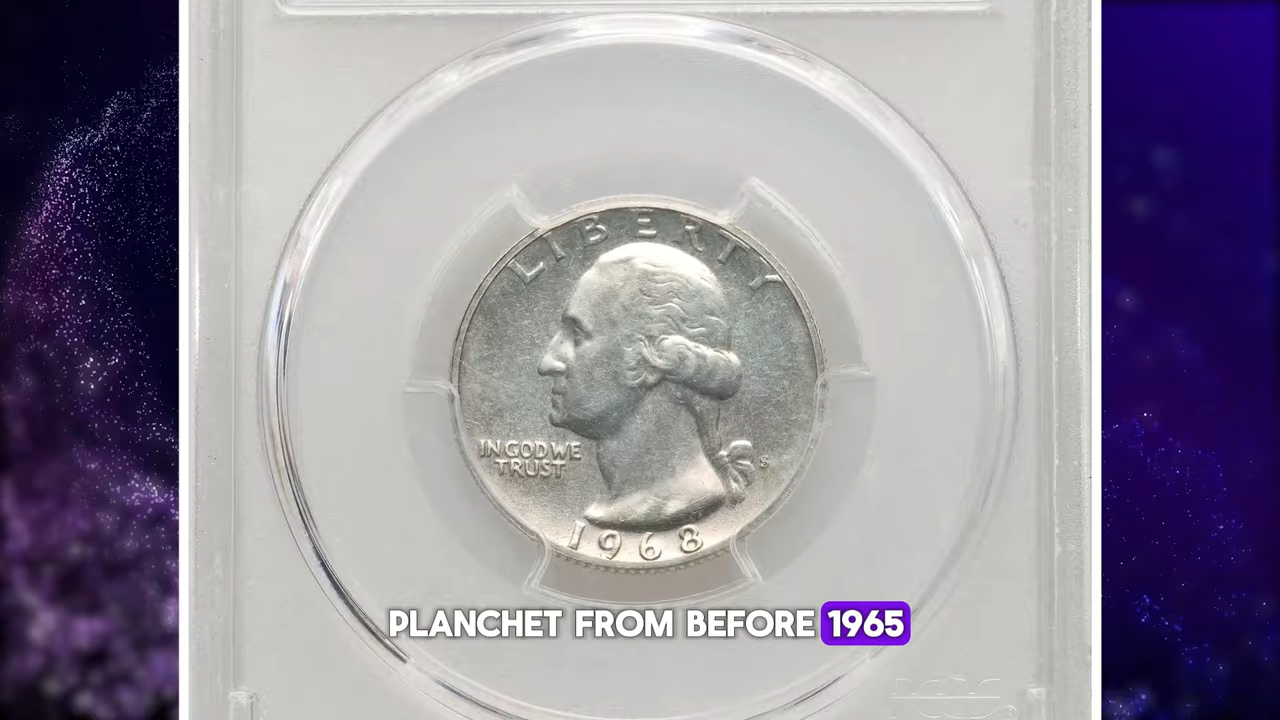 LIBERTY
IN GOD WE
TRUST
S
1968
PLANCHET FROM BEFORE 1965